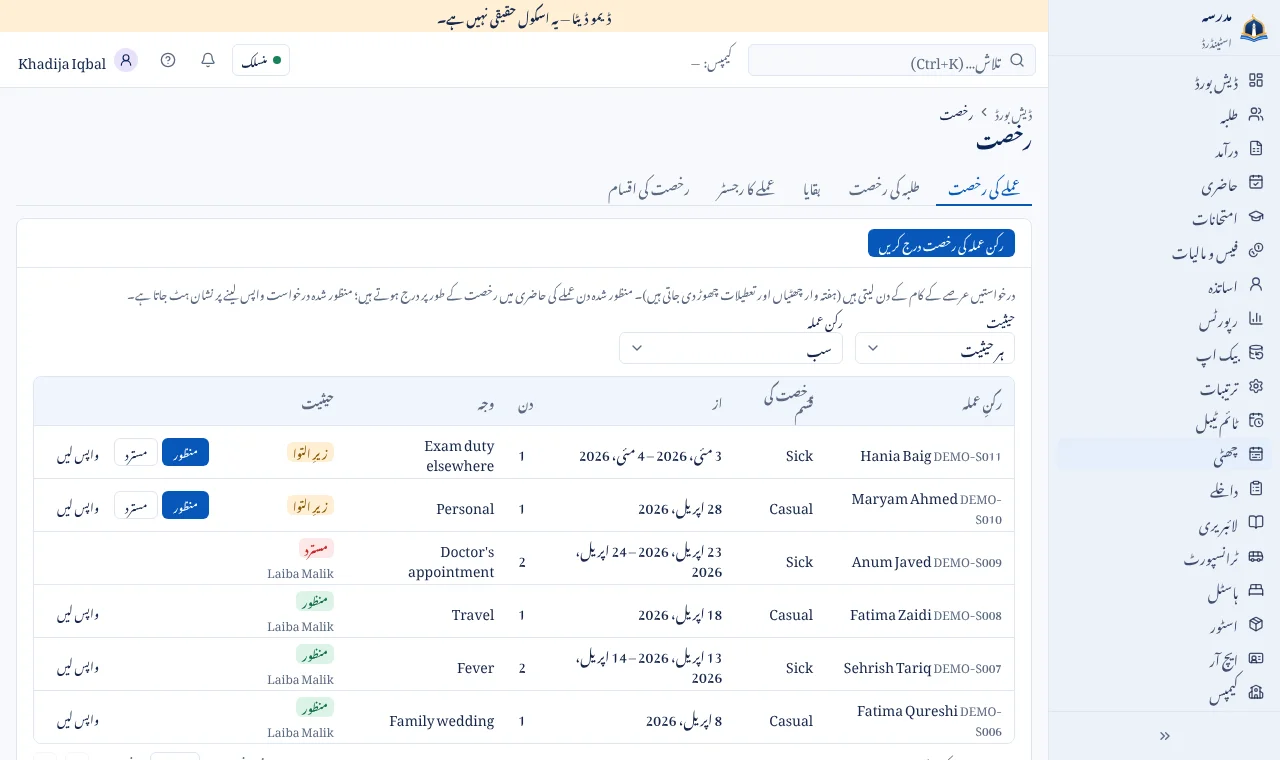 ڈیمو ڈیٹا — یہ اسکول حقیقی نہیں ہے۔
مدرسہ
اسٹینڈرڈ
تلاش... (Ctrl+K)
کیمپس: —
منسلک
Khadija Iqbal
ڈیش بورڈ
طلبہ
درآمد
حاضری
امتحانات
فیس و مالیات
اساتذہ
رپورٹس
بیک اپ
ترتیبات
ٹائم ٹیبل
چھٹی
داخلے
لائبریری
ٹرانسپورٹ
ہاسٹل
اسٹور
ایچ آر
کیمپس
ڈیش بورڈ › رخصت
رخصت
عملے کی رخصت
طلبہ کی رخصت
بقایا
عملے کا رجسٹر
رخصت کی اقسام
رکن عملہ کی رخصت درج کریں
درخواستیں عرصے کے کام کے دن لیتی ہیں (ہفتہ وار چھٹیاں اور تعطیلات چھوڑ دی جاتی ہیں)۔ منظور شدہ دن عملے کی حاضری میں رخصت کے طور پر درج ہوتے ہیں؛ منظور شدہ درخواست واپس لینے پر نشان ہٹ جاتا ہے۔
حیثیت
رکن عملہ
ہر حیثیت
سب
رکنِ عملہ رخصت کی قسم از دن وجہ حیثیت
Hania Baig DEMO-S011 Sick 3 مئی، 2026 – 4 مئی، 2026 1 Exam duty elsewhere زیرِ التوا منظور مسترد واپس لیں
Maryam Ahmed DEMO-S010 Casual 28 اپریل، 2026 1 Personal زیرِ التوا منظور مسترد واپس لیں
Anum Javed DEMO-S009 Sick 23 اپریل، 2026 – 24 اپریل، 2026 2 Doctor's appointment مسترد Laiba Malik
Fatima Zaidi DEMO-S008 Casual 18 اپریل، 2026 1 Travel منظور Laiba Malik واپس لیں
Sehrish Tariq DEMO-S007 Sick 13 اپریل، 2026 – 14 اپریل، 2026 2 Fever منظور Laiba Malik واپس لیں
Fatima Qureshi DEMO-S006 Casual 8 اپریل، 2026 1 Family wedding منظور Laiba Malik واپس لیں